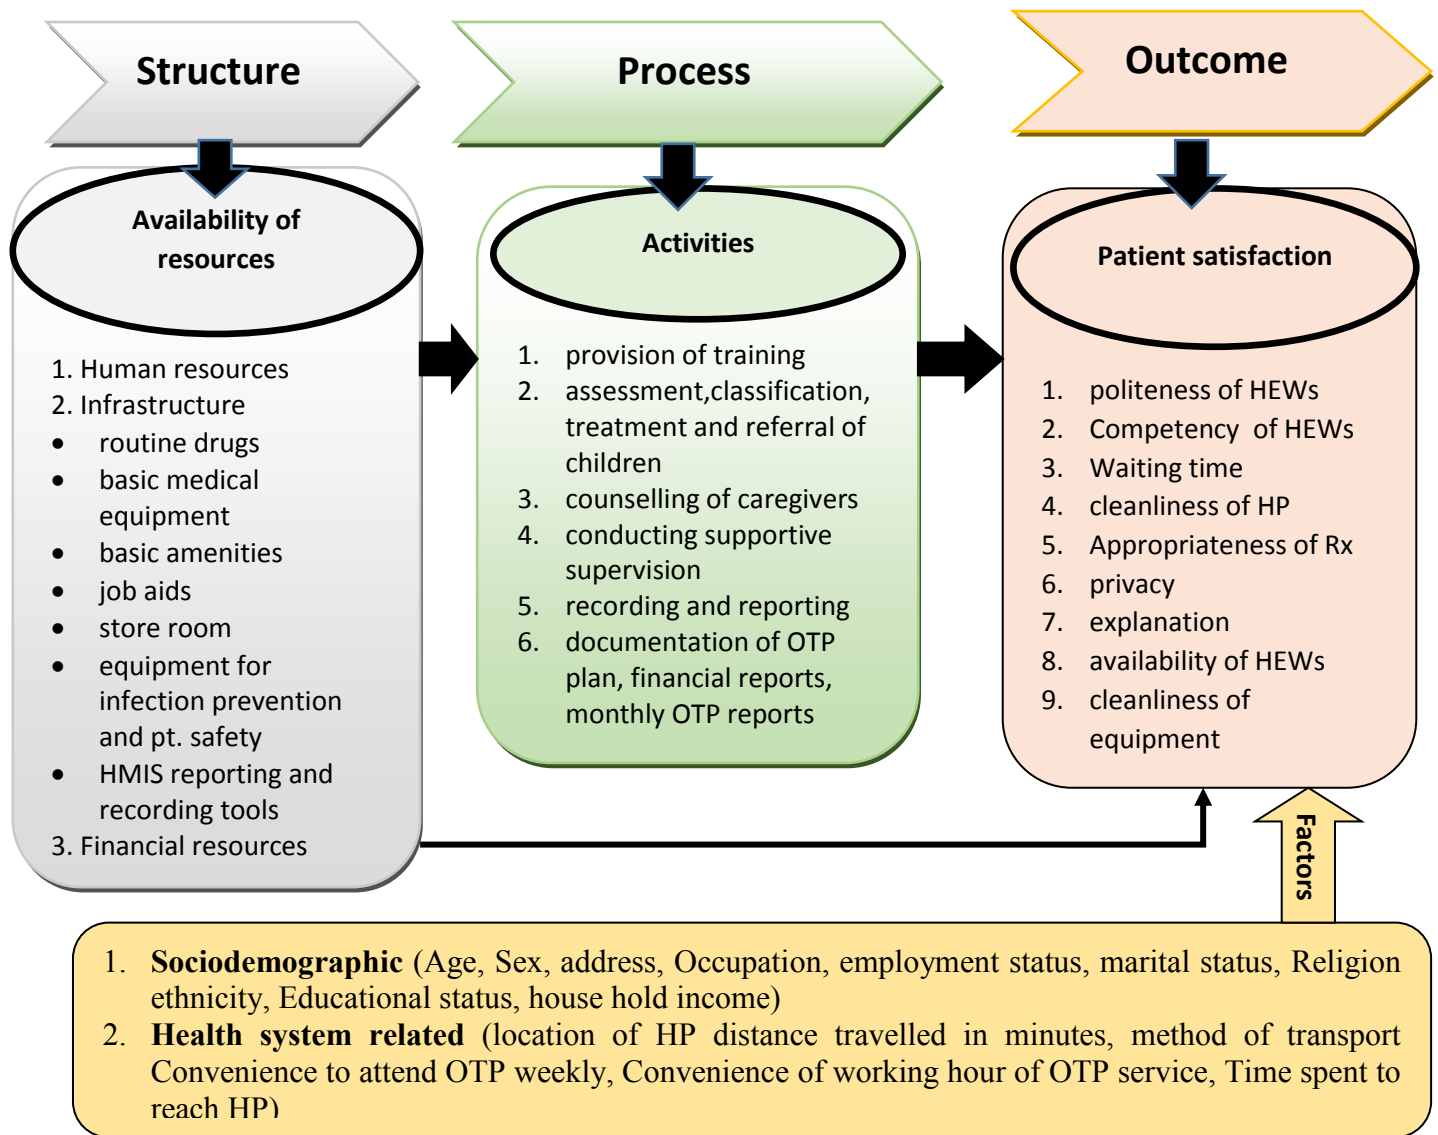 Structure
Availability of
resources
1. Human resources
2. Infrastructure
• routine drugs
• basic medical
equipment
• basic amenities
• job aids
• store room
• equipment for
infection prevention
and pt. safety
• HMIS reporting and
recording tools
3. Financial resources
Process
Activities
1. provision of training
2. assessment,classification,
treatment and referral of
children
3. counselling of caregivers
4. conducting supportive
supervision
5. recording and reporting
6. documentation of OTP
plan, financial reports,
monthly OTP reports
Outcome
Patient satisfaction
1. politeness of HEWs
2. Competency of HEWs
3. Waiting time
4. cleanliness of HP
5. Appropriateness of Rx
6. privacy
7. explanation
8. availability of HEWs
9. cleanliness of
equipment
Factors
1. Sociodemographic (Age, Sex, address, Occupation, employment status, marital status, Religion
ethnicity, Educational status, house hold income)
2. Health system related (location of HP distance travelled in minutes, method of transport
Convenience to attend OTP weekly, Convenience of working hour of OTP service, Time spent to
reach HP)